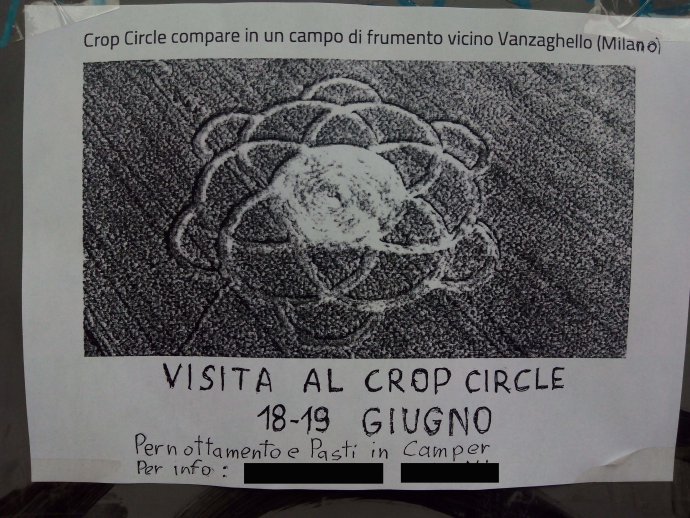 Crop Circle compare in un campo di frumento vicino Vanzaghello (Milano)
VISITA AL CROP CIRCLE
18-19 GIUGNO
Pernottamento e Pasti in Camper
Per info :